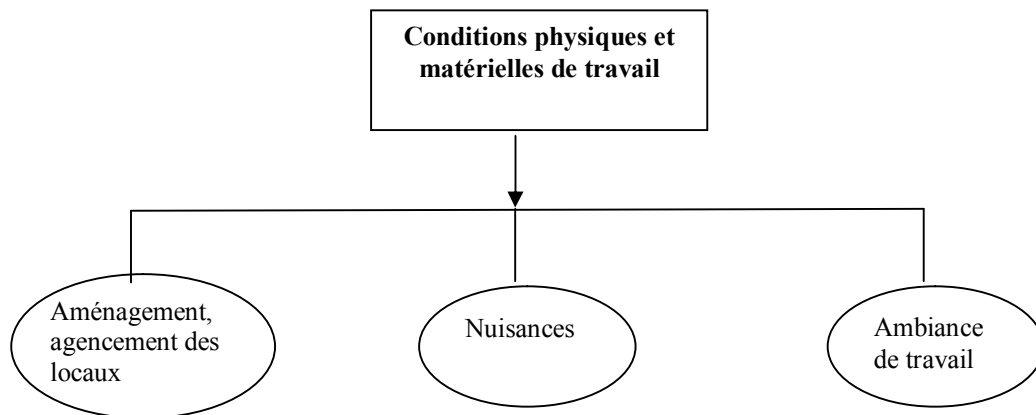 Conditions physiques et
matérielles de travail
Aménagement,
agencement des
locaux
Nuisances
Ambiance
de travail